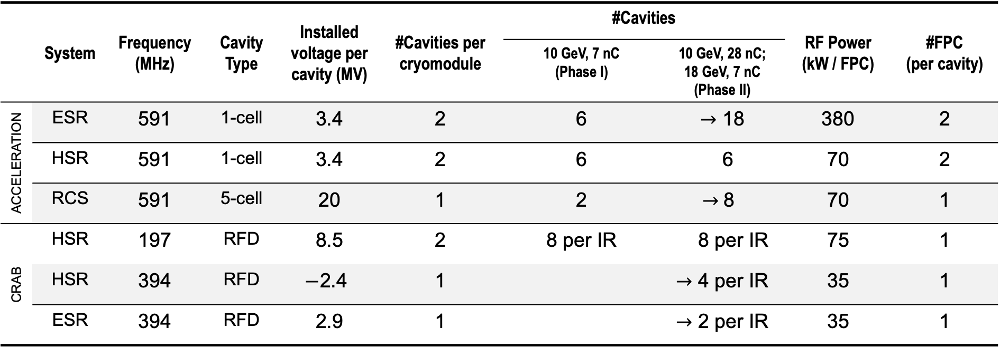 System
Frequency
(MHz)
Cavity
Type
Installed
voltage per
cavity (MV)
#Cavities per
cryomodule
#Cavities
10 GeV, 7 nC
(Phase I)
10 GeV, 28 nC;
18 GeV, 7 nC
(Phase II)
RF Power
(kW / FPC)
#FPC
(per cavity)
ACCELERATION
ESR 591 1-cell 3.4 2 6 → 18 380 2
HSR 591 1-cell 3.4 2 6 6 70 2
RCS 591 5-cell 20 1 2 → 8 70 1
CRAB
HSR 197 RFD 8.5 2 8 per IR 8 per IR 75 1
HSR 394 RFD −2.4 1 → 4 per IR 35 1
ESR 394 RFD 2.9 1 → 2 per IR 35 1